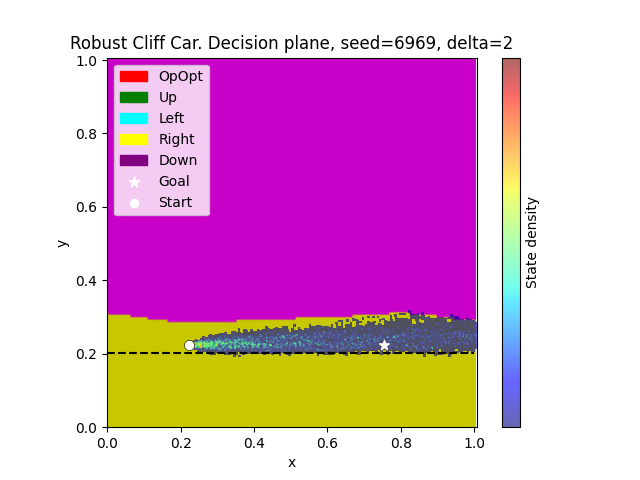 Robust Cliff Car. Decision plane, seed=6969, delta=2
1.0
0.8
0.6
0.4
0.2
0.0
y
OpOpt
Up
Left
Right
Down
Goal
Start
0.0 0.2 0.4 0.6 0.8 1.0
x
State density